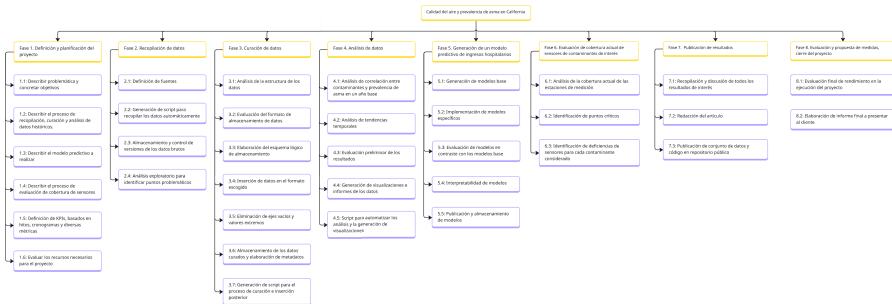 Calidad del aire y prevalencia de asma en California
Fase 1. Definición y planificación del
proyecto
1.1: Describir problemática y
concretar objetivos
1.2: Describir el proceso de
recopilación, curación y análisis de
datos históricos.
1.3: Describir el modelo predictivo a
realizar
1.4: Describir el proceso de
evaluación de cobertura de sensores
1.5: Definición de KPIs, basados en
hitos, cronogramas y diversas
métricas
1.6: Evaluar los recursos necesarios
para el proyecto
Fase 2. Recopilación de datos
2.1: Definición de fuentes
2.2: Generación de script para
recopilar los datos automáticamente
2.3: Almacenamiento y control de
versiones de los datos brutos
2.4: Análisis exploratorio para
identificar puntos problemáticos
Fase 3. Curación de datos
3.1: Análisis de la estructura de los
datos
3.2: Evaluación del formato de
almacenamiento de datos
3.3: Elaboración del esquema lógico
de almacenamiento
3.4: Inserción de datos en el formato
escogido
3.5: Eliminación de ejes vacíos y
valores extremos
3.6: Almacenamiento de los datos
curados y elaboración de metadatos
3.7: Generación de script para el
proceso de curación e inserción
posterior
Fase 4. Análisis de datos
4.1: Análisis de correlación entre
contaminantes y prevalencia de
asma en un año base
4.2: Análisis de tendencias
temporales
4.3: Evaluación preliminar de los
resultados
4.4: Generación de visualizaciones e
informes de los datos
4.5: Script para automatizar los
análisis y la generación de
visualizaciones
Fase 5. Generación de un modelo
predictivo de ingresos hospitalarios
5.1: Generación de modelos base
5.2: Implementación de modelos
específicos
5.3: Evaluación de modelos en
contraste con los modelos base
5.4: Interpretabilidad de modelos
5.5: Publicación y almacenamiento
de modelos
Fase 6. Evaluación de cobertura actual de
sensores de contaminantes de interés
6.1: Análisis de la cobertura actual de las
estaciones de medición
6.2: Identificación de puntos críticos
6.3: Identificación de deficiencias de
sensores para cada contaminante
considerado
Fase 7. Publicación de resultados
7.1: Recopilación y discusión de todos los
resultados de interés
7.2: Redacción del artículo
7.3: Publicación de conjunto de datos y
código en repositorio público
Fase 8. Evaluación y propuesta de medidas,
cierre del proyecto
8.1: Evaluación final de rendimiento en la
ejecución del proyecto
8.2: Elaboración de informe final a presentar
al cliente